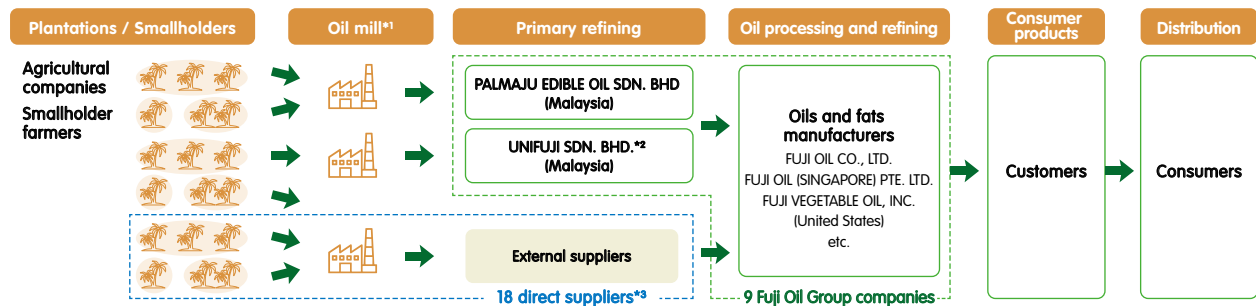 Plantations / Smallholders
Oil mill*1
Primary refining
Oil processing and refining
Consumer
products
Distribution
Agricultural
companies
Smallholder
farmers
PALMAJU EDIBLE OIL SDN. BHD
(Malaysia)
UNIFUJI SDN. BHD.*2
(Malaysia)
External suppliers
18 direct suppliers*3
Oils and fats
manufacturers
FUJI OIL CO., LTD.
FUJI OIL (SINGAPORE) PTE. LTD.
FUJI VEGETABLE OIL, INC.
(United States)
etc.
9 Fuji Oil Group companies
Customers
Consumers